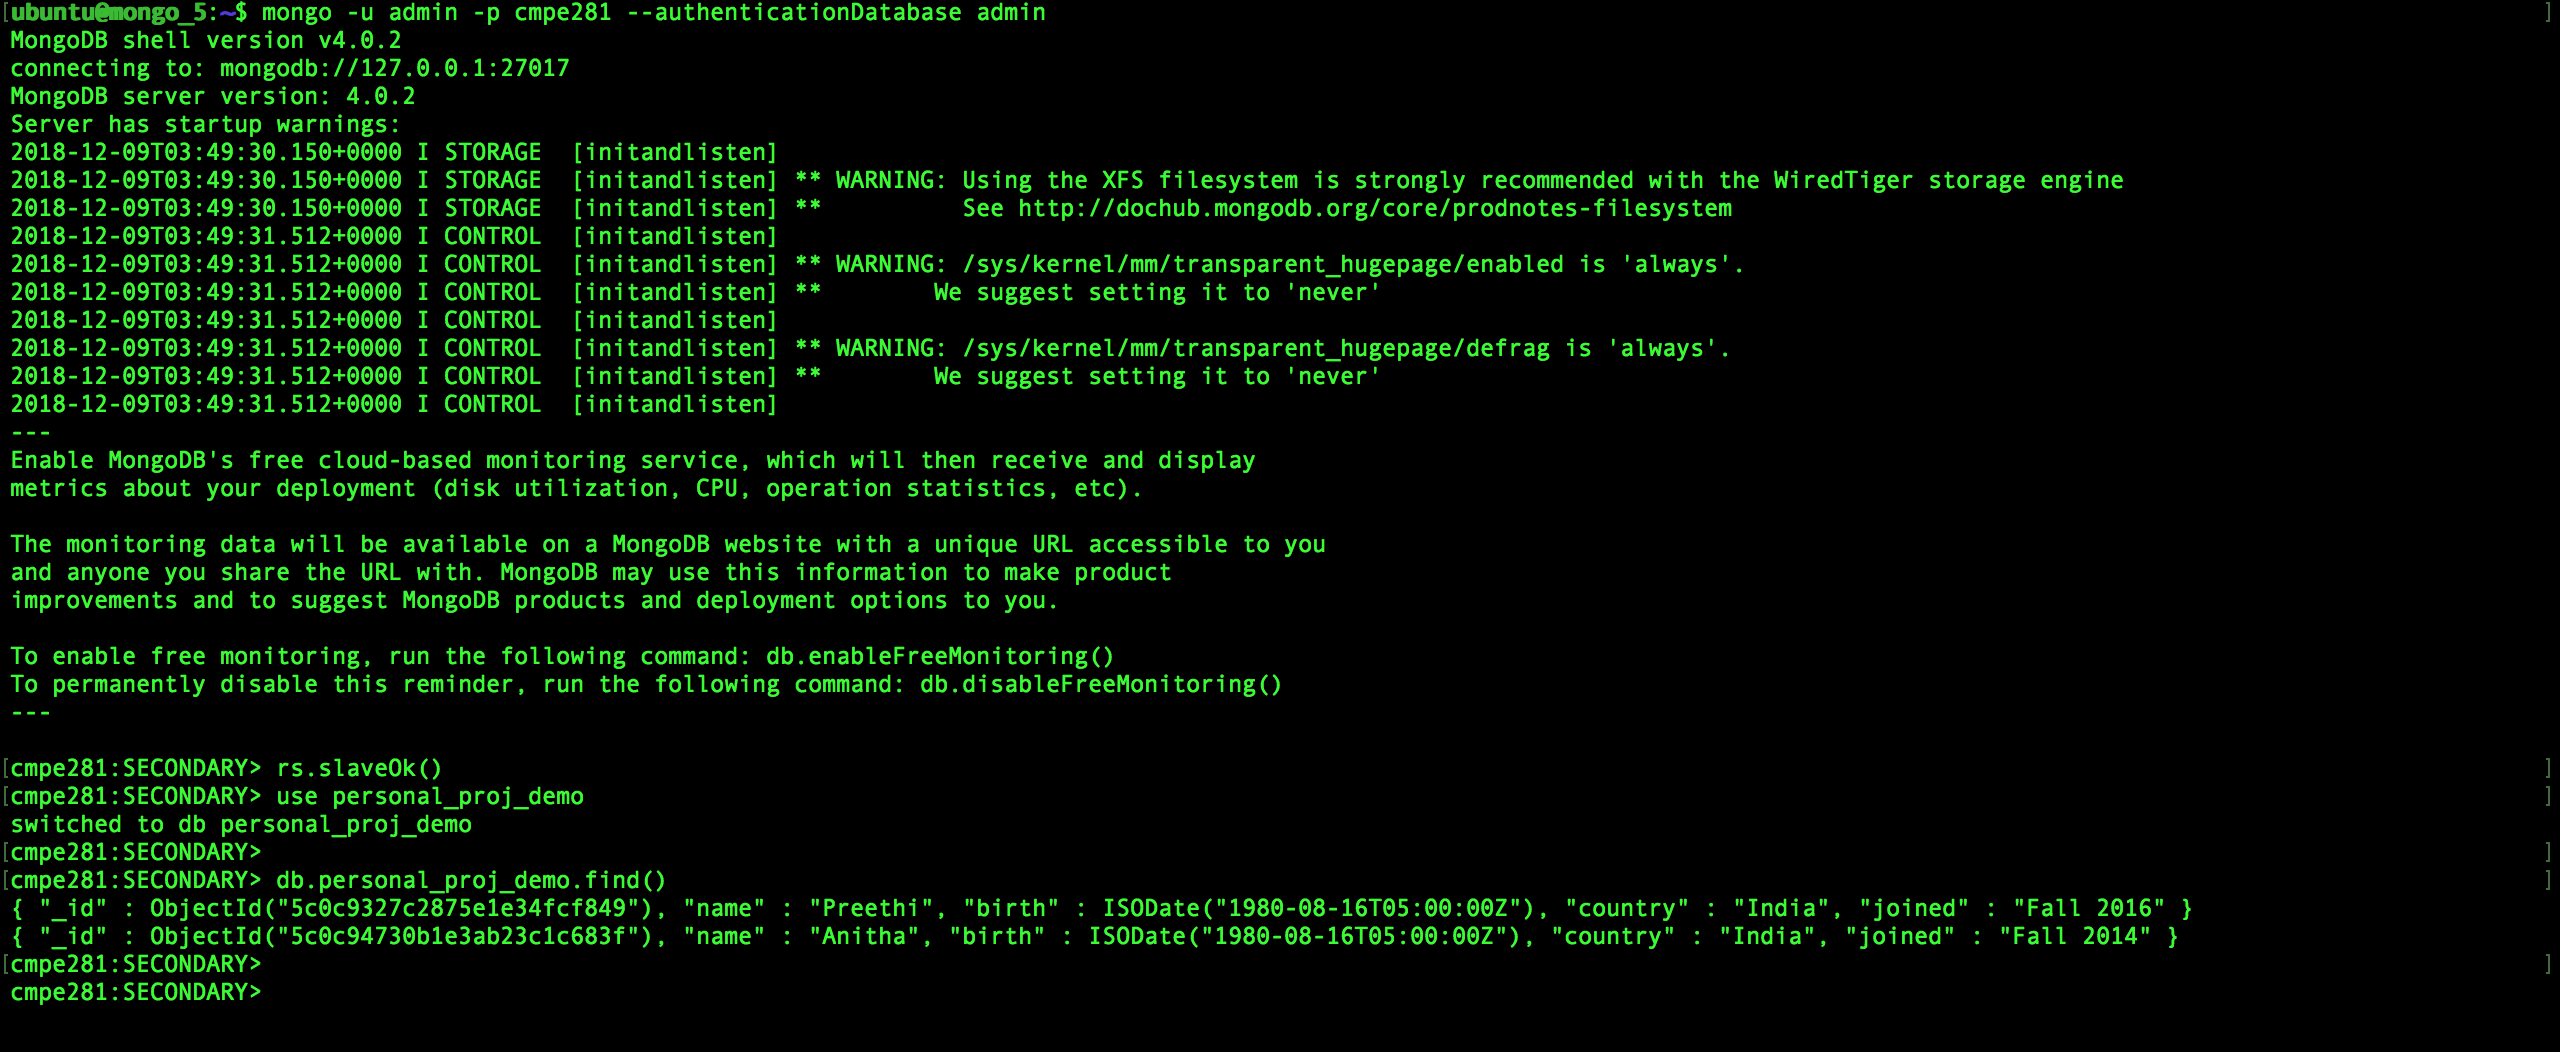 [ubuntu@mongo_5:~$ mongo -u admin -p cmpe281 --authenticationDatabase admin ]
MongoDB shell version v4.0.2
connecting to: mongodb://127.0.0.1:27017
MongoDB server version: 4.0.2
Server has startup warnings:
2018-12-09T03:49:30.150+0000 I STORAGE  [initandlisten]
2018-12-09T03:49:30.150+0000 I STORAGE  [initandlisten] ** WARNING: Using the XFS filesystem is strongly recommended with the WiredTiger storage engine
2018-12-09T03:49:30.150+0000 I STORAGE  [initandlisten] **          See http://dochub.mongodb.org/core/prodnotes-filesystem
2018-12-09T03:49:31.512+0000 I CONTROL  [initandlisten]
2018-12-09T03:49:31.512+0000 I CONTROL  [initandlisten] ** WARNING: /sys/kernel/mm/transparent_hugepage/enabled is 'always'.
2018-12-09T03:49:31.512+0000 I CONTROL  [initandlisten] **        We suggest setting it to 'never'
2018-12-09T03:49:31.512+0000 I CONTROL  [initandlisten]
2018-12-09T03:49:31.512+0000 I CONTROL  [initandlisten] ** WARNING: /sys/kernel/mm/transparent_hugepage/defrag is 'always'.
2018-12-09T03:49:31.512+0000 I CONTROL  [initandlisten] **        We suggest setting it to 'never'
2018-12-09T03:49:31.512+0000 I CONTROL  [initandlisten]
---
Enable MongoDB's free cloud-based monitoring service, which will then receive and display
metrics about your deployment (disk utilization, CPU, operation statistics, etc).

The monitoring data will be available on a MongoDB website with a unique URL accessible to you
and anyone you share the URL with. MongoDB may use this information to make product
improvements and to suggest MongoDB products and deployment options to you.

To enable free monitoring, run the following command: db.enableFreeMonitoring()
To permanently disable this reminder, run the following command: db.disableFreeMonitoring()
---

[cmpe281:SECONDARY> rs.slaveOk() ]
[cmpe281:SECONDARY> use personal_proj_demo ]
switched to db personal_proj_demo
[cmpe281:SECONDARY> ]
[cmpe281:SECONDARY> db.personal_proj_demo.find() ]
{ "_id" : ObjectId("5c0c9327c2875e1e34fcf849"), "name" : "Preethi", "birth" : ISODate("1980-08-16T05:00:00Z"), "country" : "India", "joined" : "Fall 2016" }
{ "_id" : ObjectId("5c0c94730b1e3ab23c1c683f"), "name" : "Anitha", "birth" : ISODate("1980-08-16T05:00:00Z"), "country" : "India", "joined" : "Fall 2014" }
[cmpe281:SECONDARY> ]
cmpe281:SECONDARY>